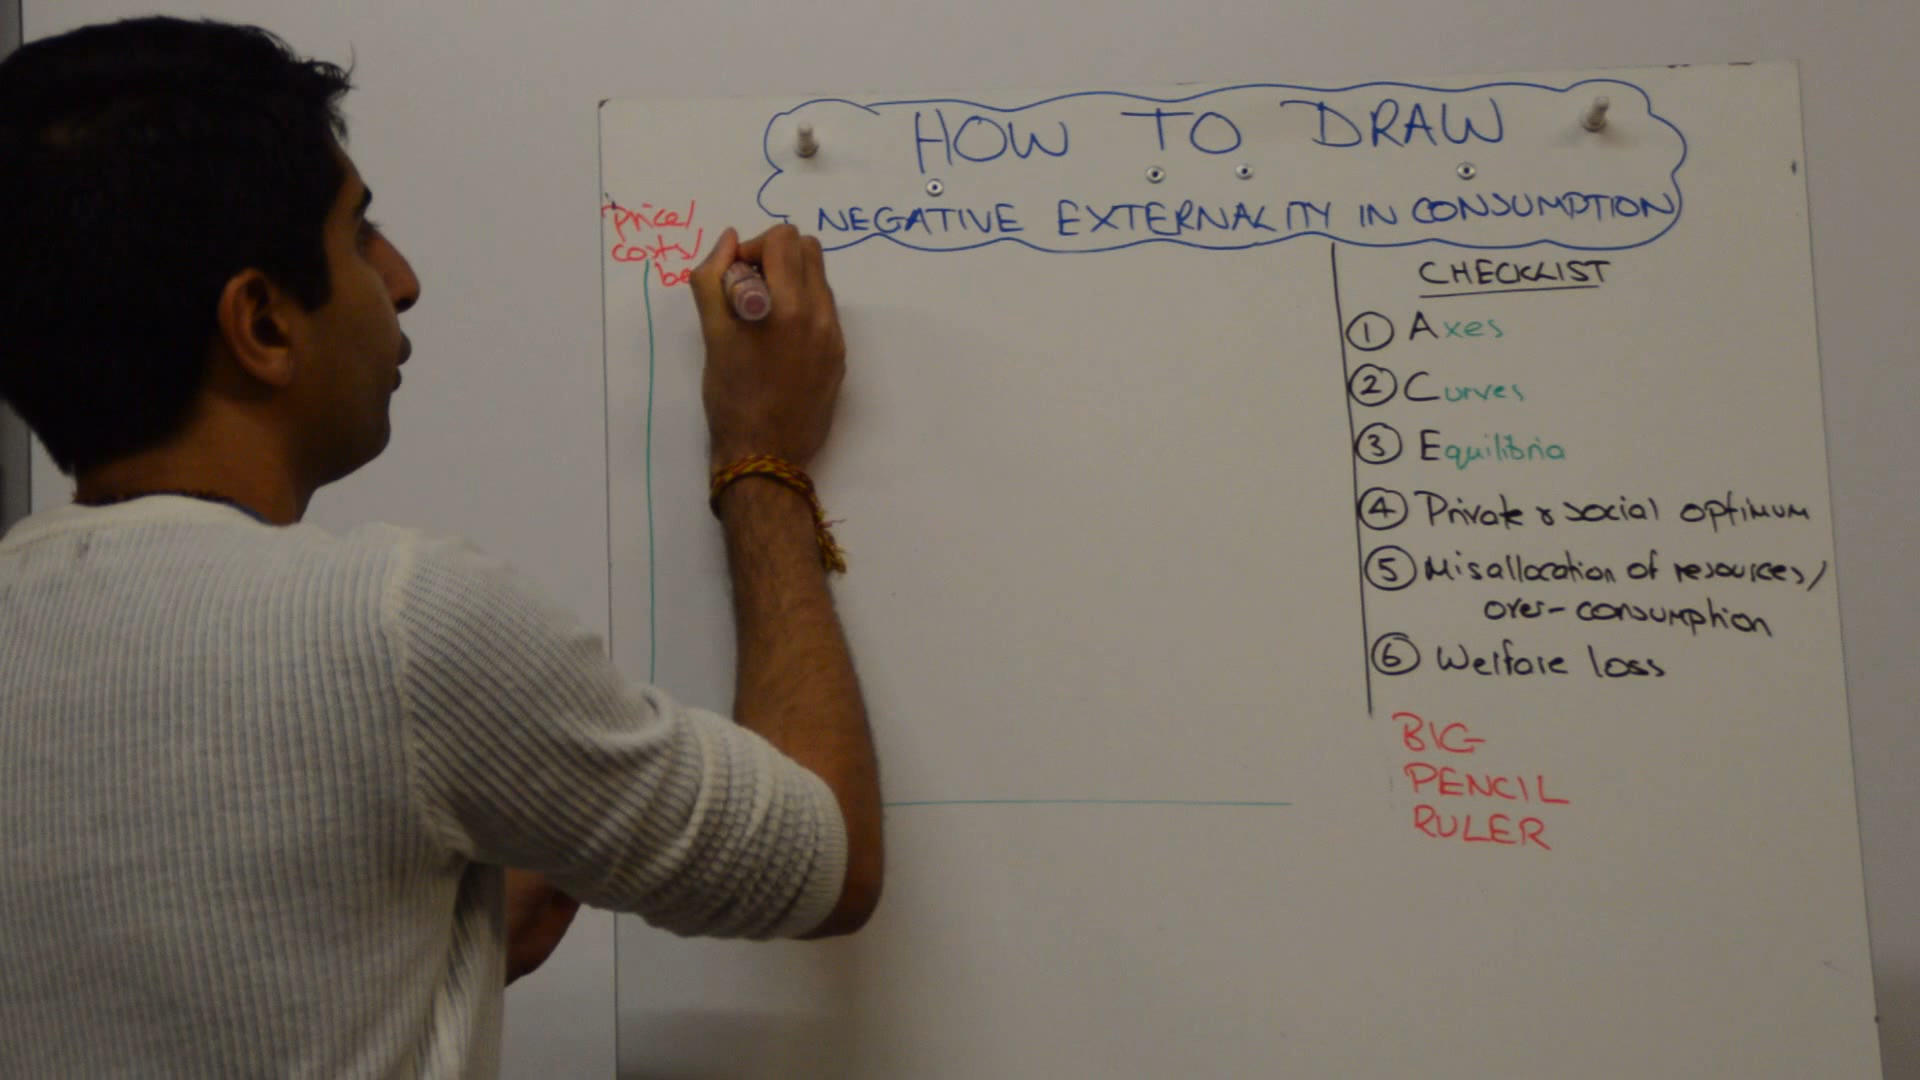 HOW TO DRAW
NEGATIVE EXTERNALITY IN CONSUMPTION
Price/
costs/
be
CHECKLIST
① Axes
② Curves
③ Equilibria
④ Private & social optimum
⑤ Misallocation of resources/
over-consumption
⑥ Welfare loss
BIG
PENCIL
RULER